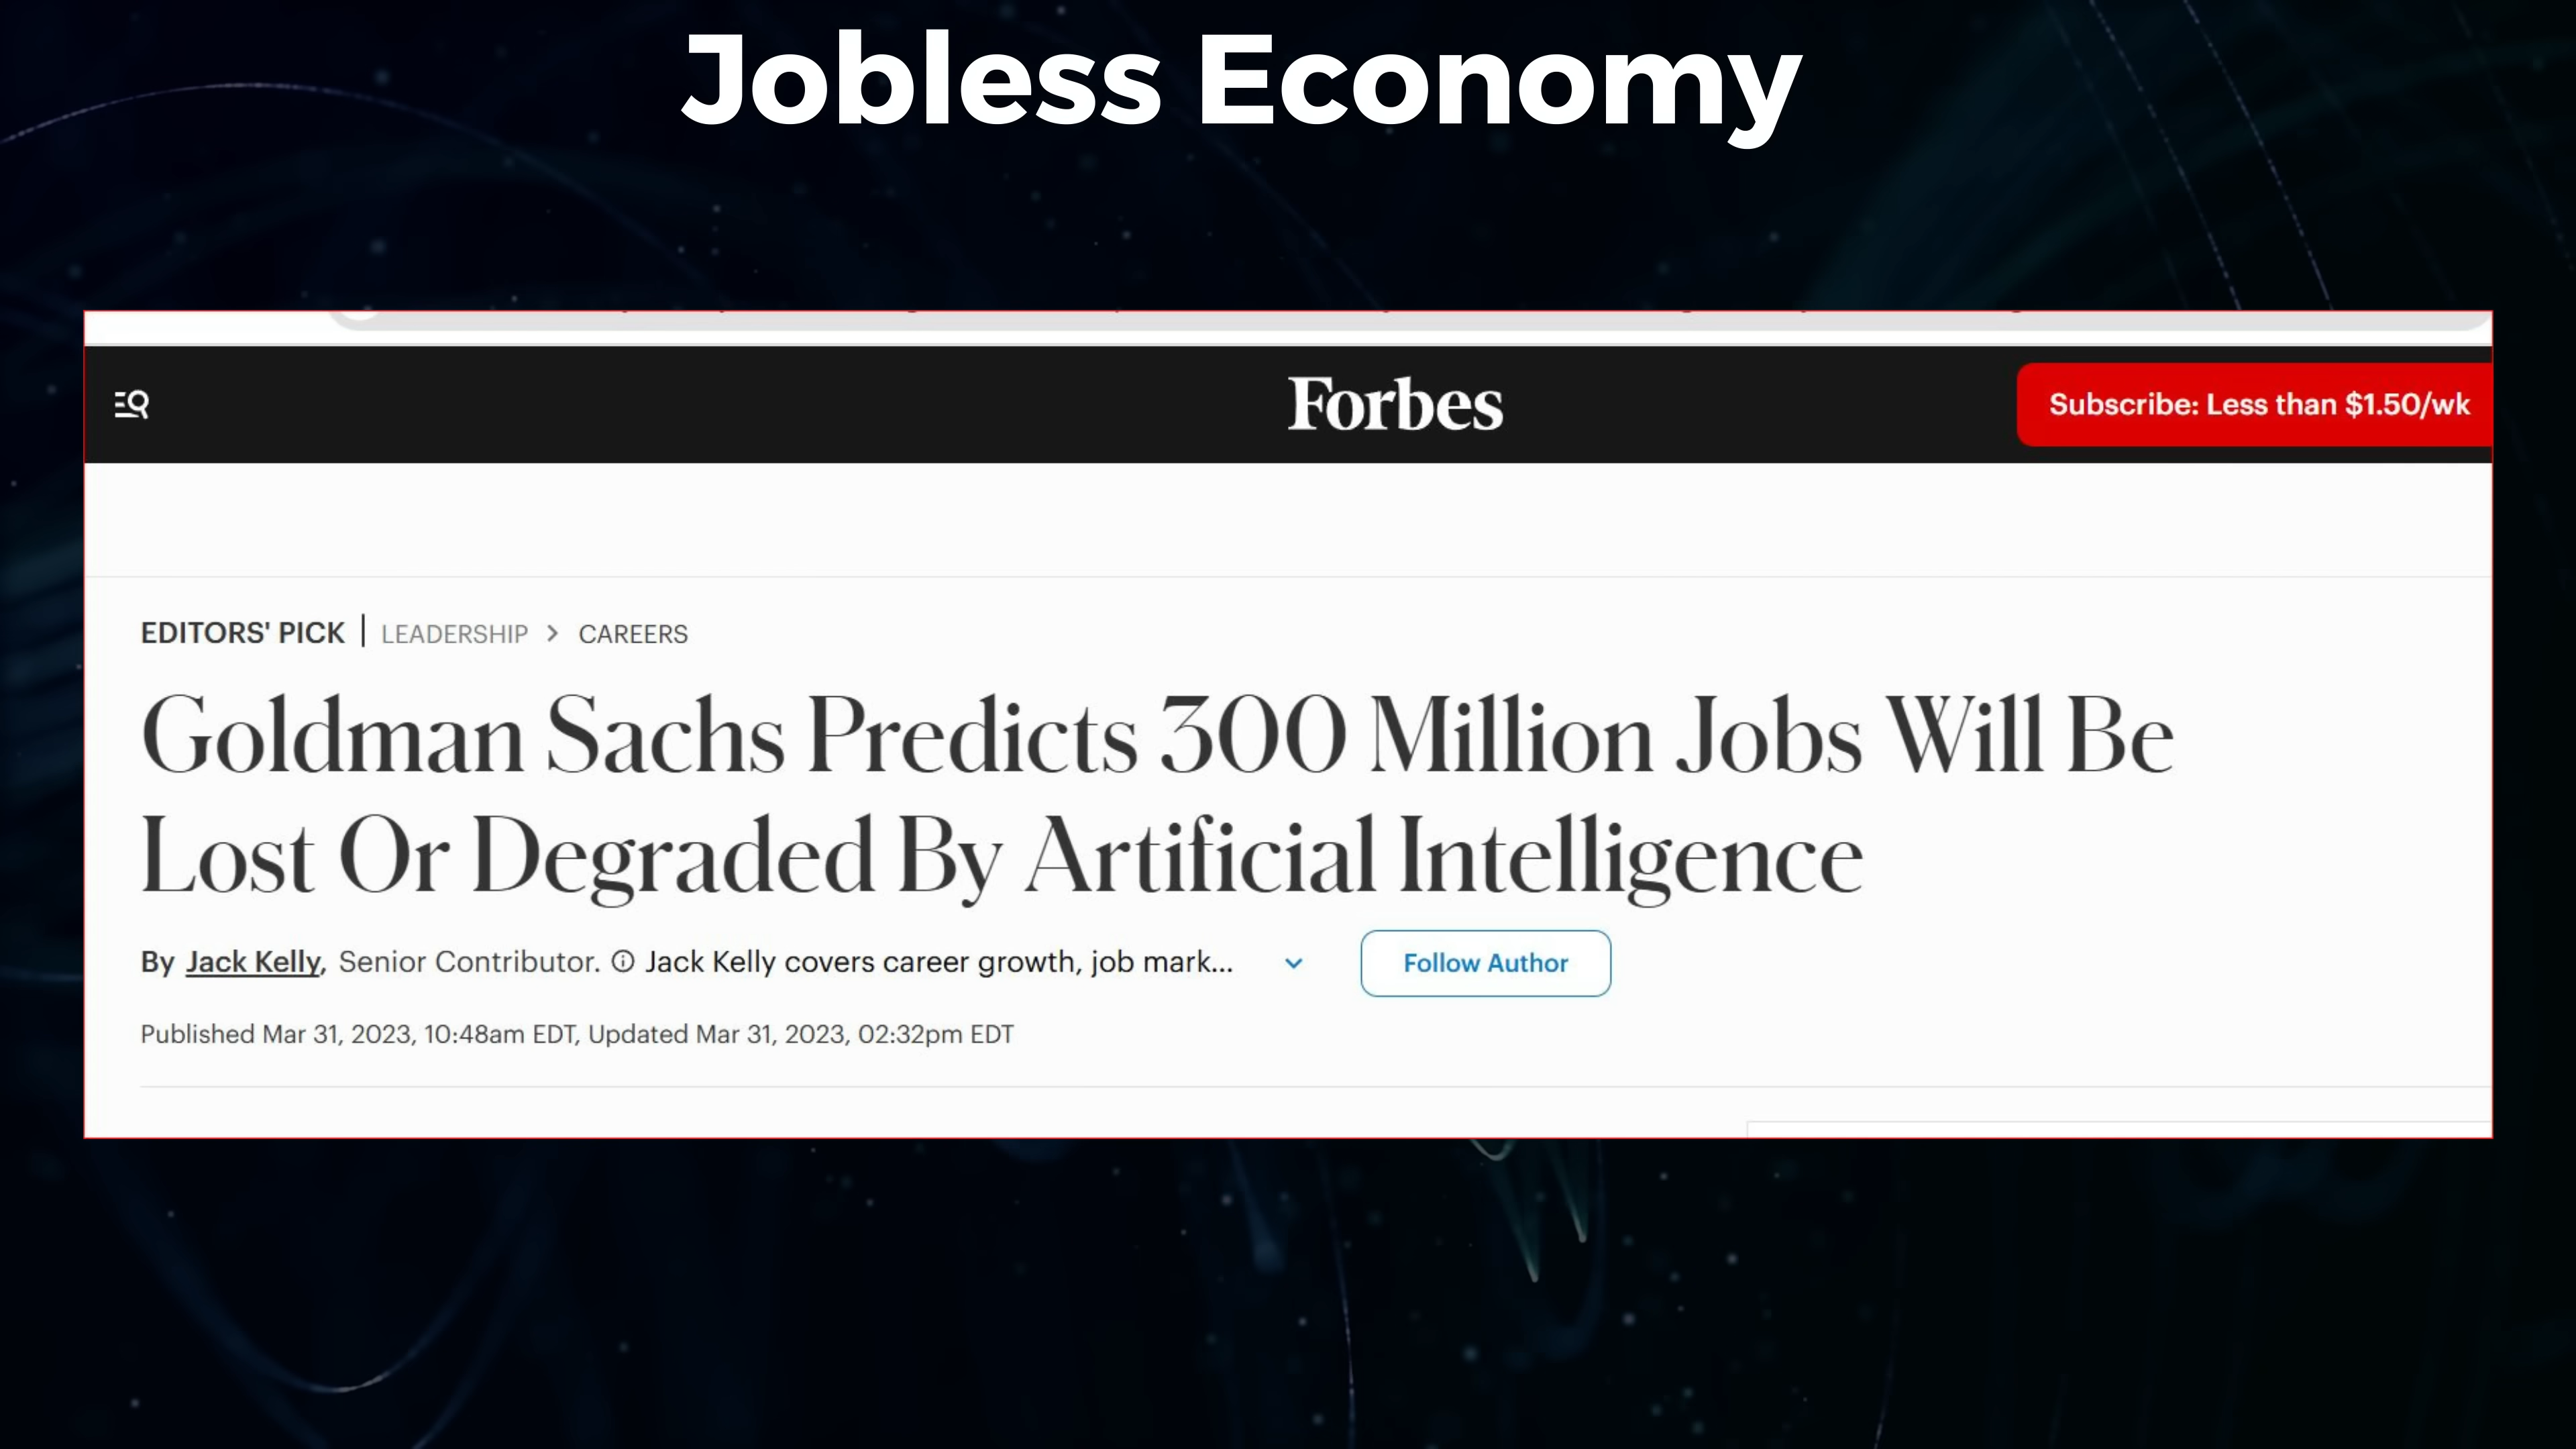 Jobless Economy
Forbes
Subscribe: Less than $1.50/wk
EDITORS' PICK | LEADERSHIP > CAREERS
Goldman Sachs Predicts 300 Million Jobs Will Be
Lost Or Degraded By Artificial Intelligence
By Jack Kelly, Senior Contributor. ⓘ Jack Kelly covers career growth, job mark...
Follow Author
Published Mar 31, 2023, 10:48am EDT, Updated Mar 31, 2023, 02:32pm EDT